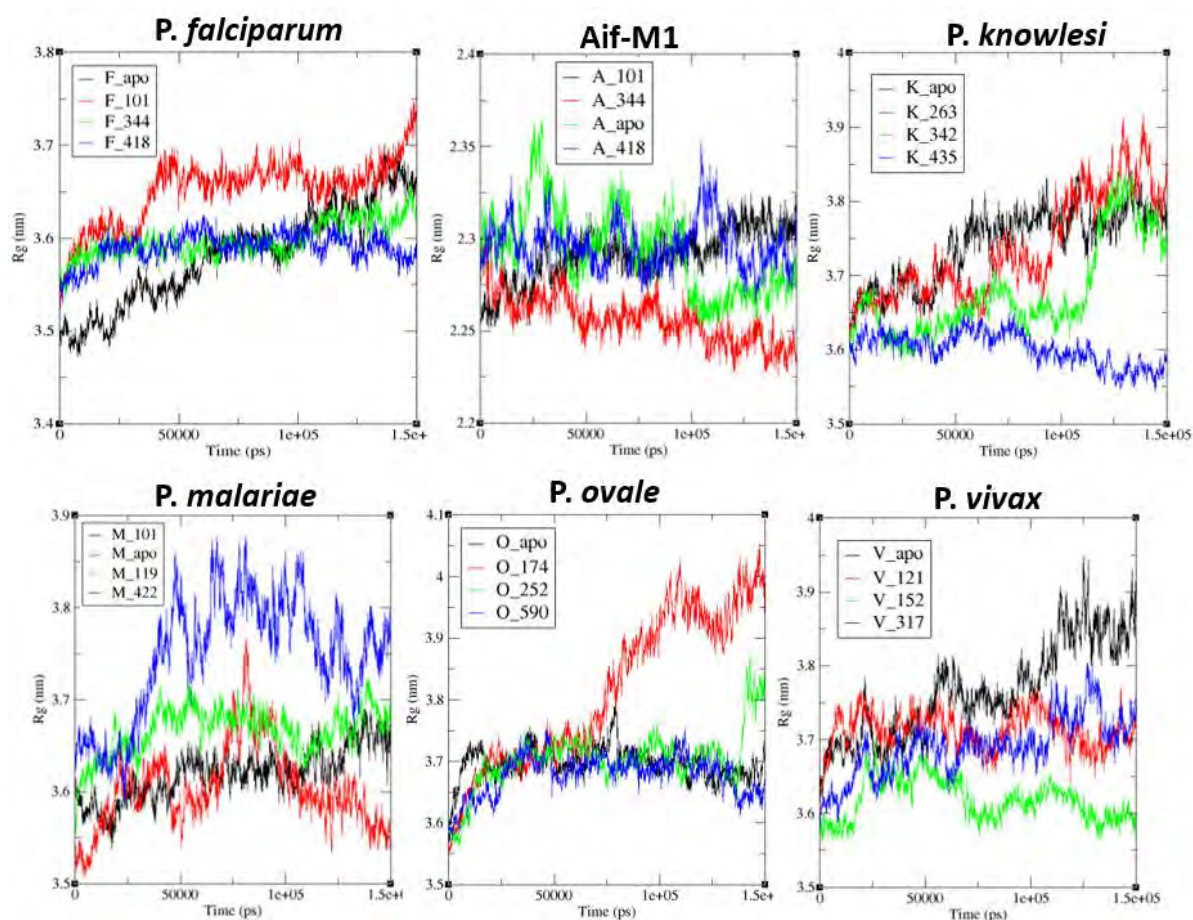 P. falciparum
3.8
3.7
3.6
3.5
3.4
Rg (nm)
F_apo
F_101
F_344
F_418
0
50000
1e+05
1.5e+
Time (ps)
Aif-M1
2.4
2.35
2.3
2.25
2.2
Rg (nm)
A_101
A_344
A_apo
A_418
0
50000
1e+05
1.5e+
Time (ps)
P. knowlesi
4
3.9
3.8
3.7
3.6
3.5
Rg (nm)
K_apo
K_263
K_342
K_435
0
50000
1e+05
1.5e+05
Time (ps)
P. malariae
3.9
3.8
3.7
3.6
3.5
Rg (nm)
M_101
M_apo
M_119
M_422
0
50000
1e+05
1.5e+
Time (ps)
P. ovale
4.1
4
3.9
3.8
3.7
3.6
3.5
Rg (nm)
O_apo
O_174
O_252
O_590
0
50000
1e+05
1.5e+
Time (ps)
P. vivax
4
3.9
3.8
3.7
3.6
3.5
Rg (nm)
V_apo
V_121
V_152
V_317
0
50000
1e+05
1.5e+05
Time (ps)